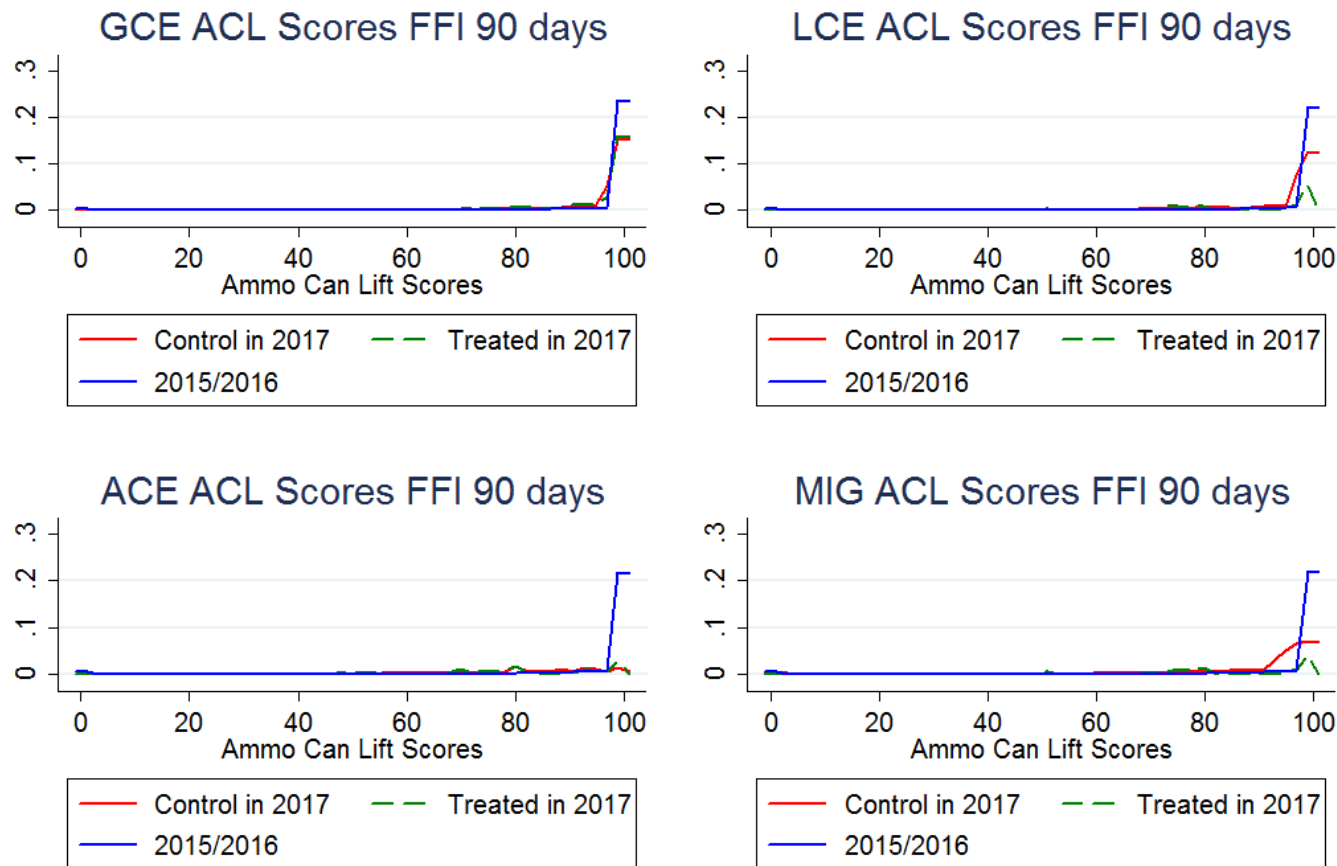 GCE ACL Scores FFI 90 days
.3
.2
.1
0
0 20 40 60 80 100
Ammo Can Lift Scores
Control in 2017 Treated in 2017
2015/2016
LCE ACL Scores FFI 90 days
.3
.2
.1
0
0 20 40 60 80 100
Ammo Can Lift Scores
Control in 2017 Treated in 2017
2015/2016
ACE ACL Scores FFI 90 days
.3
.2
.1
0
0 20 40 60 80 100
Ammo Can Lift Scores
Control in 2017 Treated in 2017
2015/2016
MIG ACL Scores FFI 90 days
.3
.2
.1
0
0 20 40 60 80 100
Ammo Can Lift Scores
Control in 2017 Treated in 2017
2015/2016